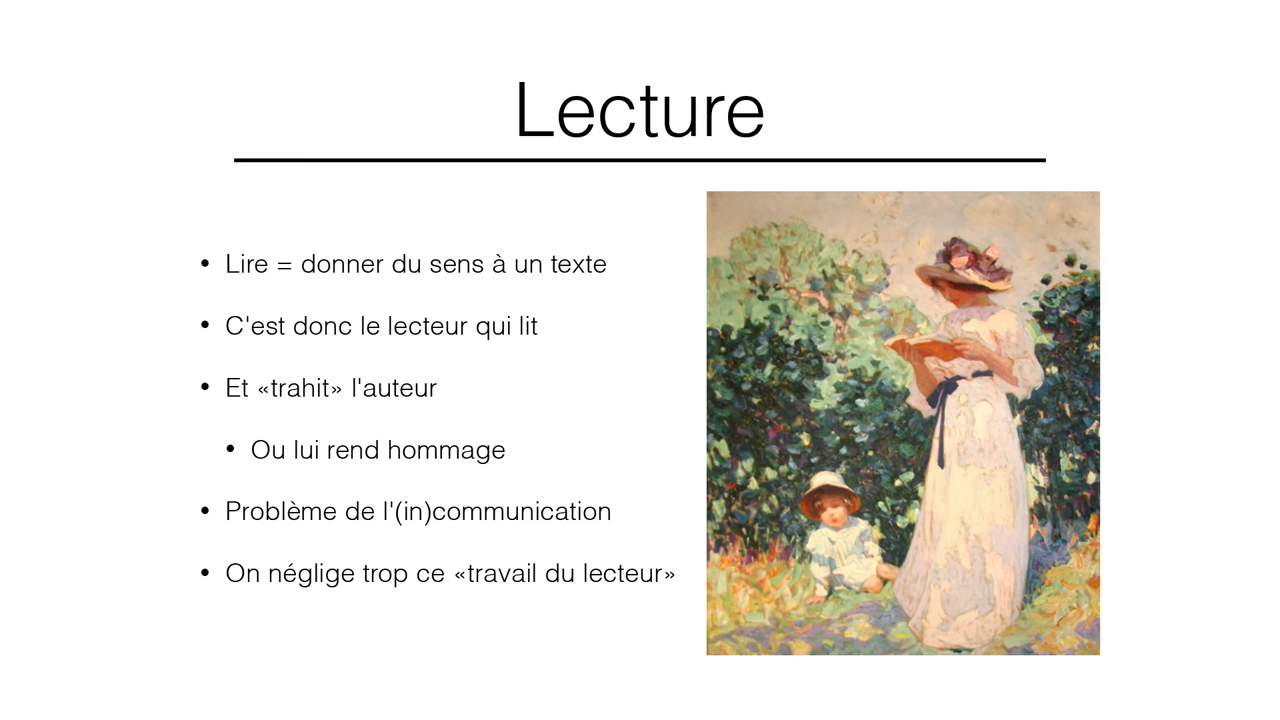 Lecture
• Lire = donner du sens à un texte
• C'est donc le lecteur qui lit
• Et «trahit» l'auteur
• Ou lui rend hommage
• Problème de l'(in)communication
• On néglige trop ce «travail du lecteur»